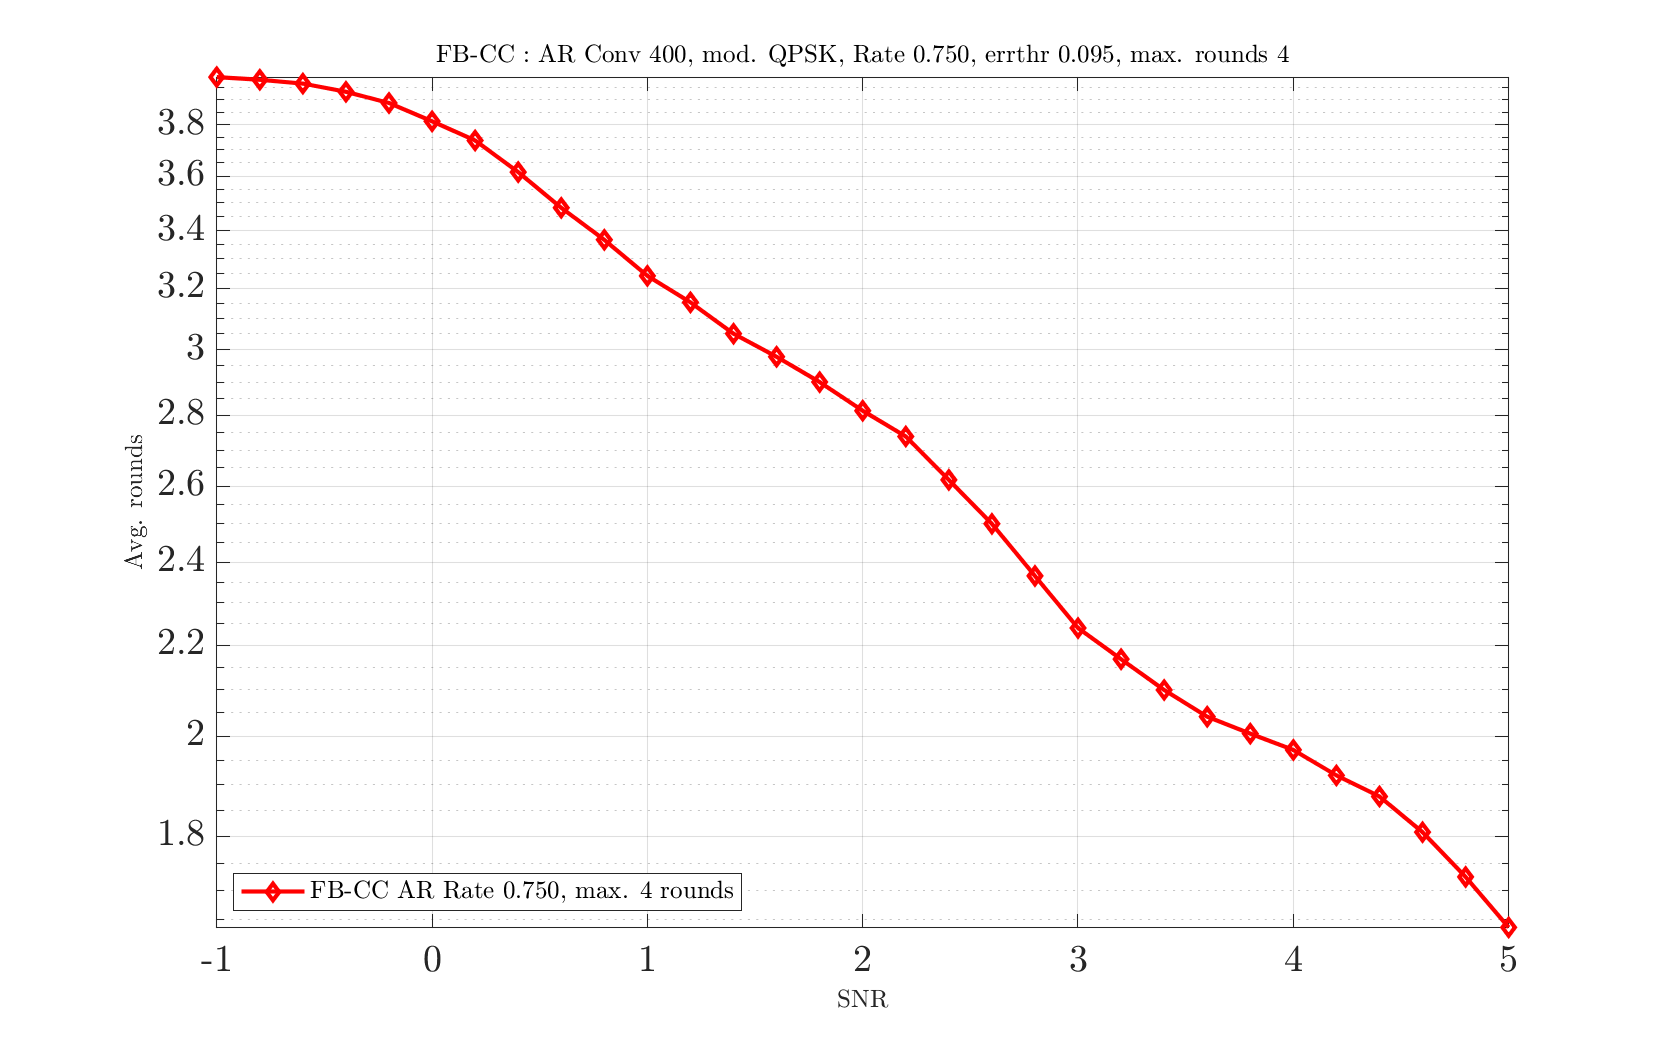 FB-CC : AR Conv 400, mod. QPSK, Rate 0.750, errthr 0.095, max. rounds 4
3.8
3.6
3.4
3.2
3
2.8
2.6
2.4
2.2
2
1.8
Avg. rounds
FB-CC AR Rate 0.750, max. 4 rounds
-1 0 1 2 3 4 5
SNR